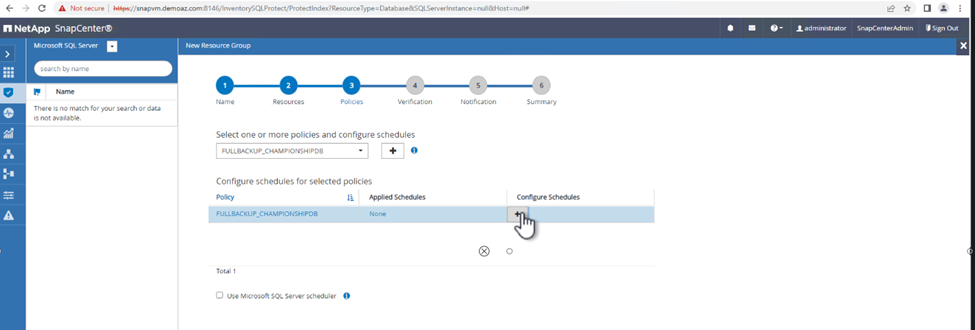 Not secure https://snapvm.demoaz.com:8146/InventorySQLProtect/ProtectIndex?ResourceType=Database&SQLServerInstance=null&Host=null#
NetApp SnapCenter® administrator SnapCenterAdmin Sign Out
Microsoft SQL Server
New Resource Group
search by name
Name
There is no match for your search or data
is not available.
1 2 3 4 5 6
Name Resources Policies Verification Notification Summary
Select one or more policies and configure schedules
FULLBACKUP_CHAMPIONSHIPDB
Configure schedules for selected policies
Policy Applied Schedules Configure Schedules
FULLBACKUP_CHAMPIONSHIPDB None
Total 1
Use Microsoft SQL Server scheduler